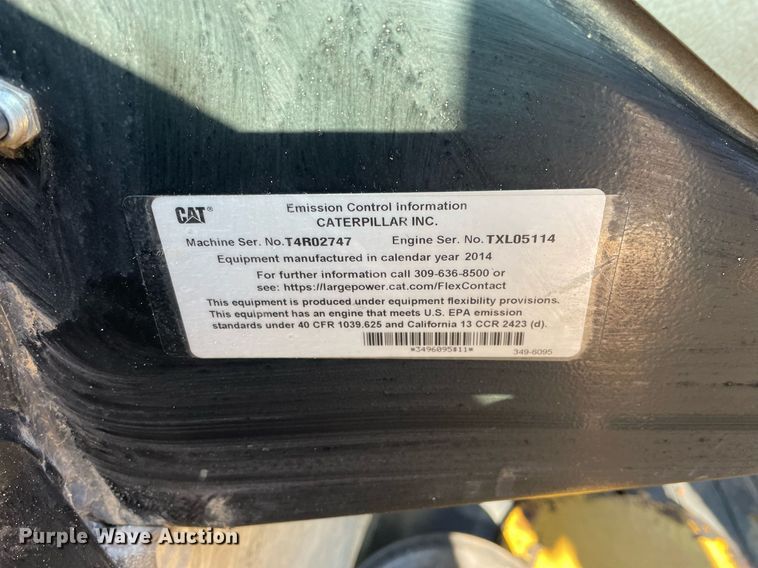 CAT®
Emission Control Information
CATERPILLAR INC.
Machine Ser. No. T4R02747 Engine Ser. No. TXL05114
Equipment manufactured in calendar year 2014
For further information call 309-636-8500 or
see: https://largepower.cat.com/FlexContact
This equipment is produced under equipment flexibility provisions.
This equipment has an engine that meets U.S. EPA emission
standards under 40 CFR 1039.625 and California 13 CCR 2423 (d).
*3496095#11* 349-6095
Purple Wave Auction®